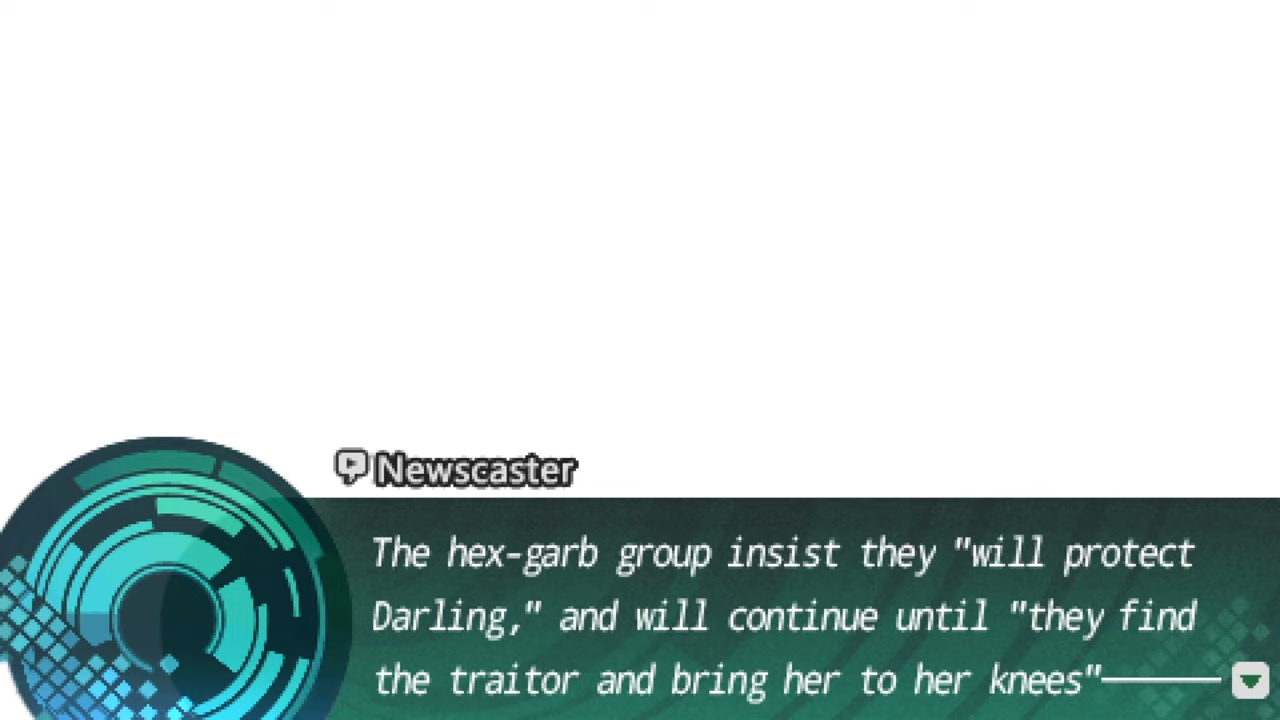 Newscaster
The hex-garb group insist they "will protect
Darling," and will continue until "they find
the traitor and bring her to her knees"———